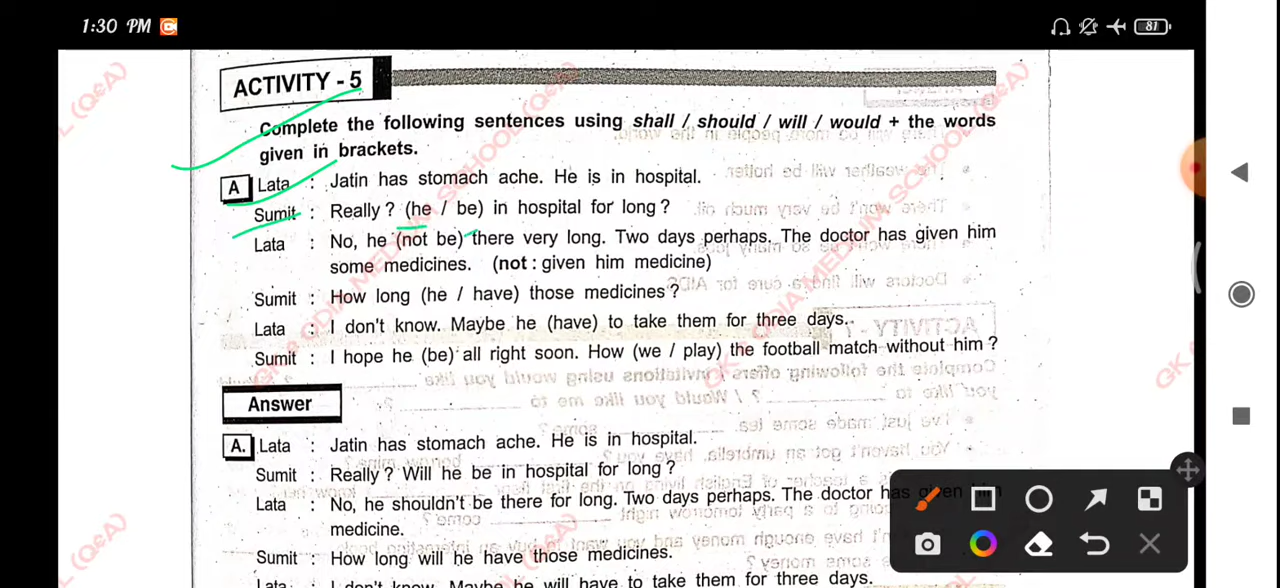 1:30 PM
81
ACTIVITY - 5
Complete the following sentences using shall / should / will / would + the words
given in brackets.
A Lata : Jatin has stomach ache. He is in hospital.
Sumit : Really ? (he / be) in hospital for long ?
Lata : No, he (not be) there very long. Two days perhaps. The doctor has given him
some medicines. (not : given him medicine)
Sumit : How long (he / have) those medicines ?
Lata : I don't know. Maybe he (have) to take them for three days.
Sumit : I hope he (be) all right soon. How (we / play) the football match without him ?
Answer
A. Lata : Jatin has stomach ache. He is in hospital.
Sumit : Really ? Will he be in hospital for long ?
Lata : No, he shouldn't be there for long. Two days perhaps. The doctor has given him
medicine.
Sumit : How long will he have those medicines.
Lata : I don't know. Maybe he will have to take them for three days.